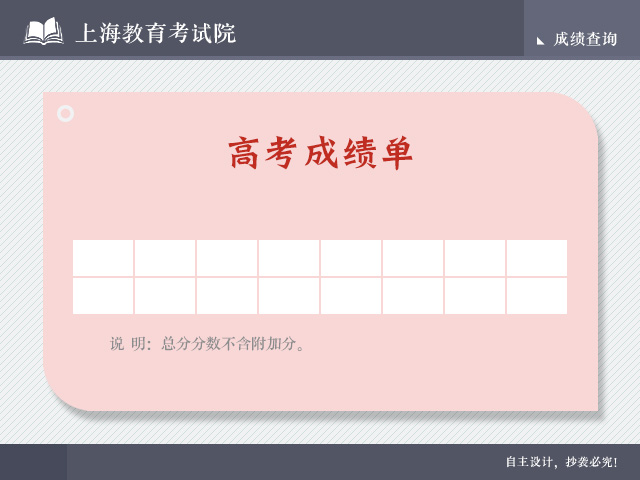 上海教育考试院
成绩查询
高考成绩单
说 明：总分分数不含附加分。
自主设计，抄袭必究!